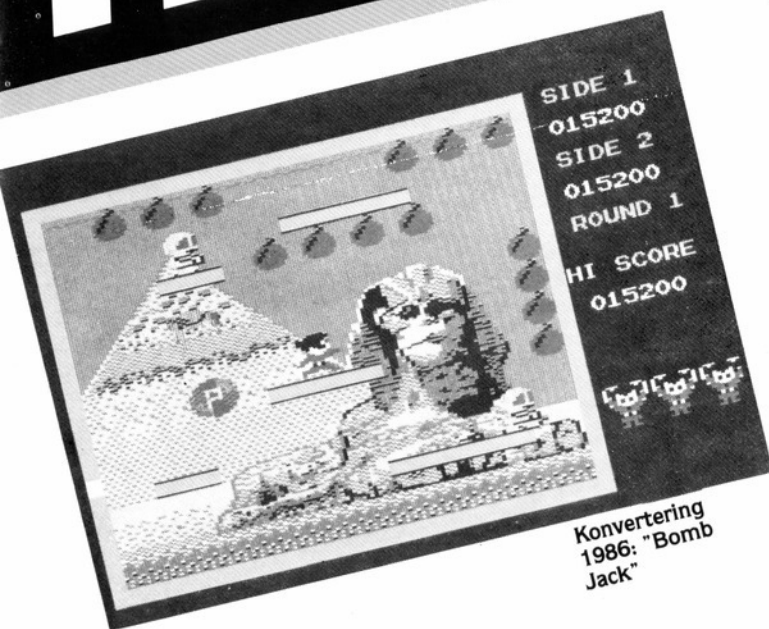 SIDE 1
015200
SIDE 2
015200
ROUND 1
HI SCORE
015200
P
Konvertering
1986: "Bomb
Jack"